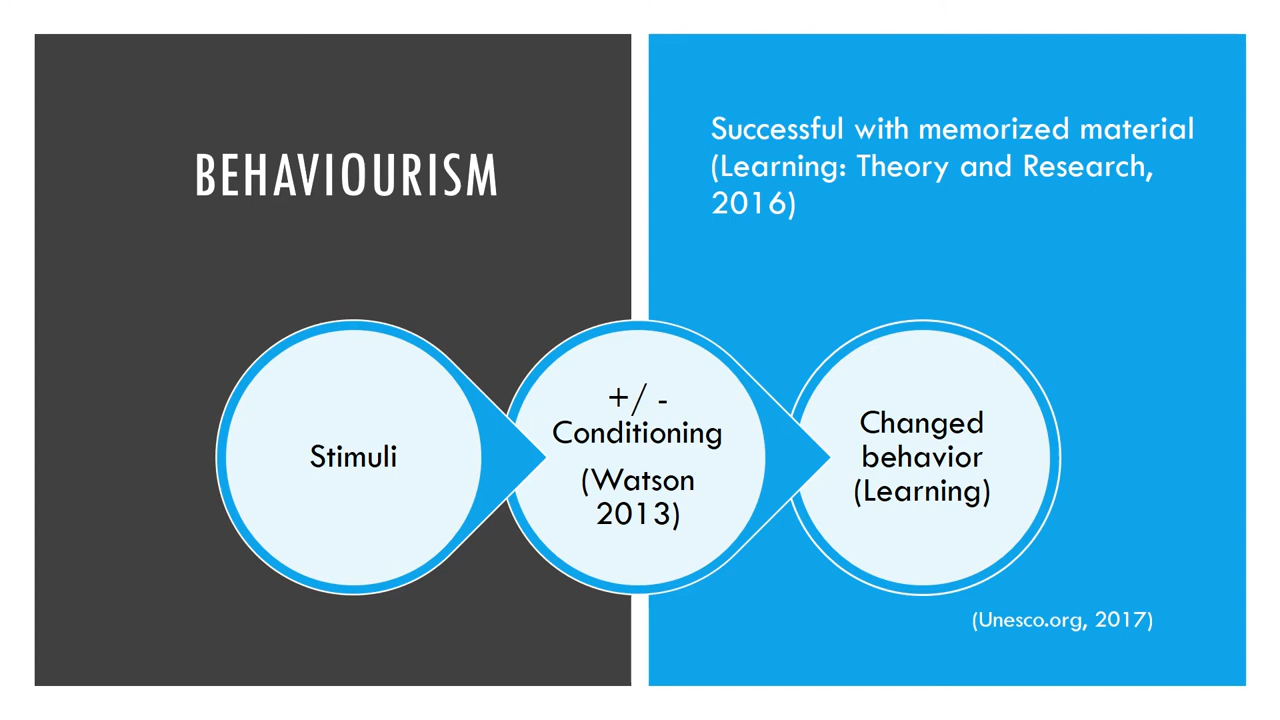 BEHAVIOURISM
Successful with memorized material
(Learning: Theory and Research,
2016)
Stimuli
+/ -
Conditioning
(Watson
2013)
Changed
behavior
(Learning)
(Unesco.org, 2017)